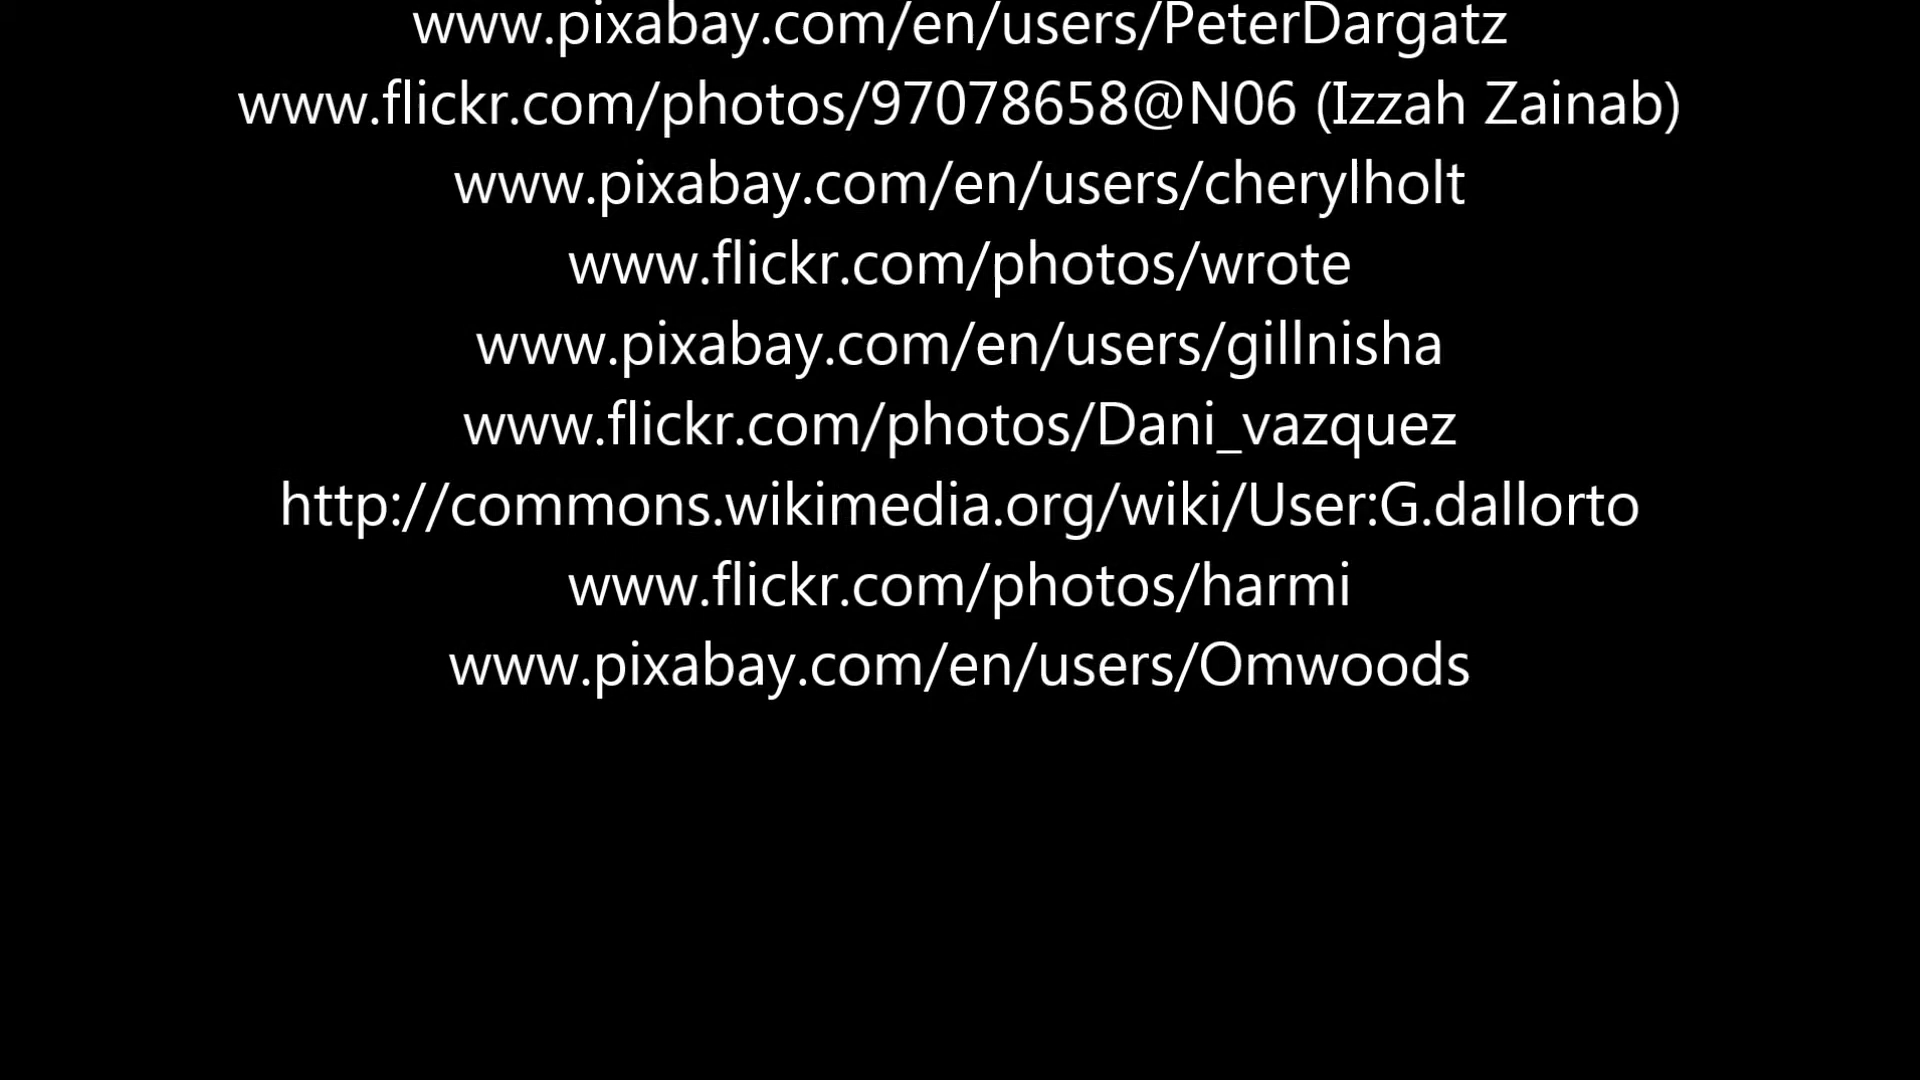 www.pixabay.com/en/users/PeterDargatz
www.flickr.com/photos/97078658@N06 (Izzah Zainab)
www.pixabay.com/en/users/cherylholt
www.flickr.com/photos/wrote
www.pixabay.com/en/users/gillnisha
www.flickr.com/photos/Dani_vazquez
http://commons.wikimedia.org/wiki/User:G.dallorto
www.flickr.com/photos/harmi
www.pixabay.com/en/users/Omwoods